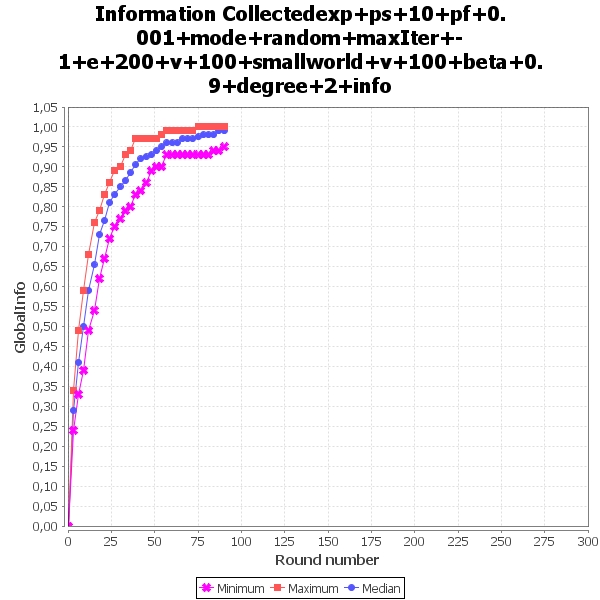 Information Collectedexp+ps+10+pf+0.
001+mode+random+maxIter+-
1+e+200+v+100+smallworld+v+100+beta+0.
9+degree+2+info
1,05
1,00
0,95
0,90
0,85
0,80
0,75
0,70
0,65
0,60
0,55
0,50
0,45
0,40
0,35
0,30
0,25
0,20
0,15
0,10
0,05
0,00
GlobalInfo
0 25 50 75 100 125 150 175 200 225 250 275 300
Round number
Minimum Maximum Median